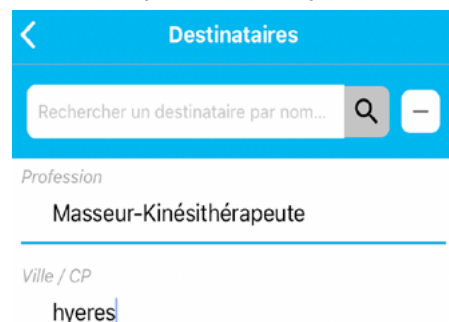 Destinataires
Rechercher un destinataire par nom...
Profession
Masseur-Kinésithérapeute
Ville / CP
hyeres